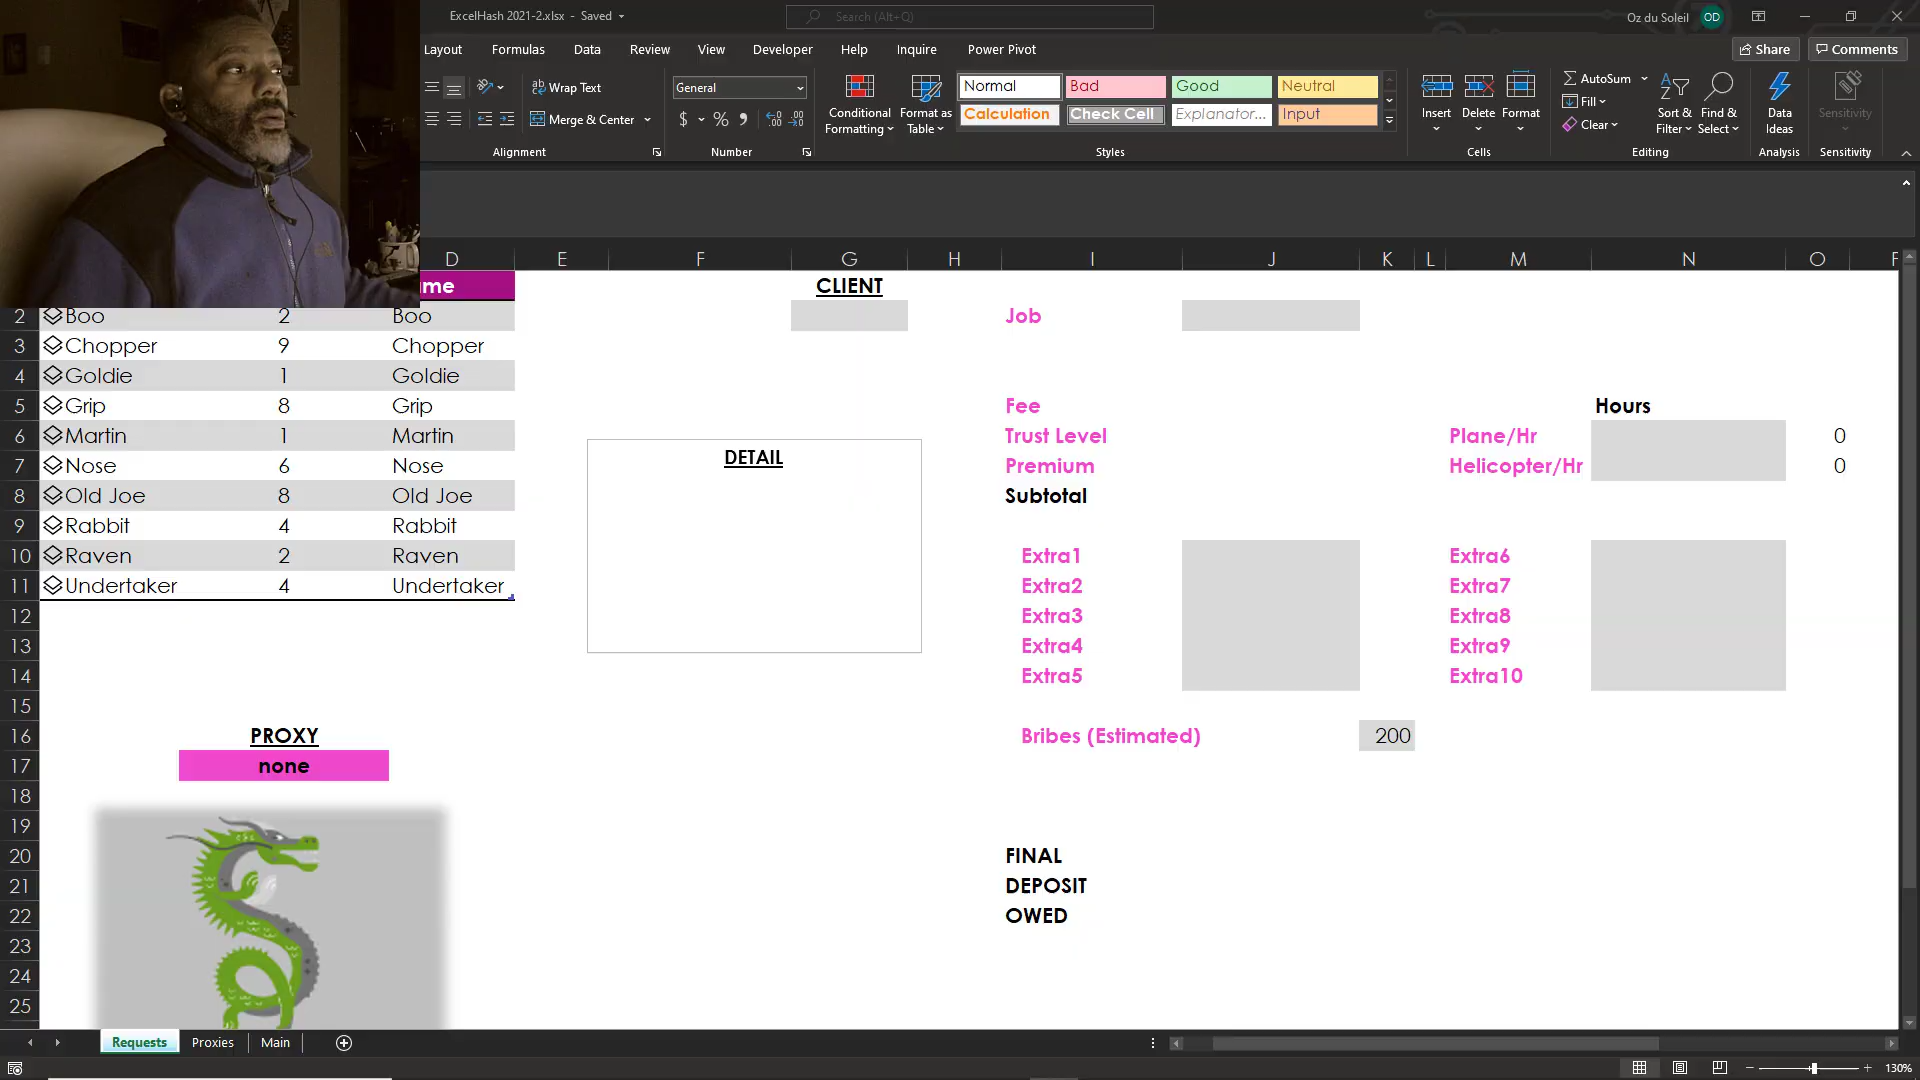 ExcelHash 2021-2.xlsx - Saved
Search (Alt+Q)
Oz du Soleil OD
Layout Formulas Data Review View Developer Help Inquire Power Pivot
Share Comments
Wrap Text
Merge & Center
Alignment
General
$ % 9
Number
Conditional Formatting
Format as Table
Normal Bad Good Neutral
Calculation Check Cell Explanator... Input
Styles
Insert Delete Format
Cells
AutoSum
Fill
Clear
Sort & Filter
Find & Select
Editing
Data Ideas
Analysis
Sensitivity
Sensitivity
D E F G H I J K L M N O
me CLIENT
2 Boo 2 Boo Job
3 Chopper 9 Chopper
4 Goldie 1 Goldie
5 Grip 8 Grip Fee Hours
6 Martin 1 Martin Trust Level Plane/Hr 0
7 Nose 6 Nose DETAIL Premium Helicopter/Hr 0
8 Old Joe 8 Old Joe Subtotal
9 Rabbit 4 Rabbit
10 Raven 2 Raven Extra1 Extra6
11 Undertaker 4 Undertaker Extra2 Extra7
12 Extra3 Extra8
13 Extra4 Extra9
14 Extra5 Extra10
15
16 PROXY Bribes (Estimated) 200
17 none
18
19
20 FINAL
21 DEPOSIT
22 OWED
23
24
25
Requests Proxies Main
130%